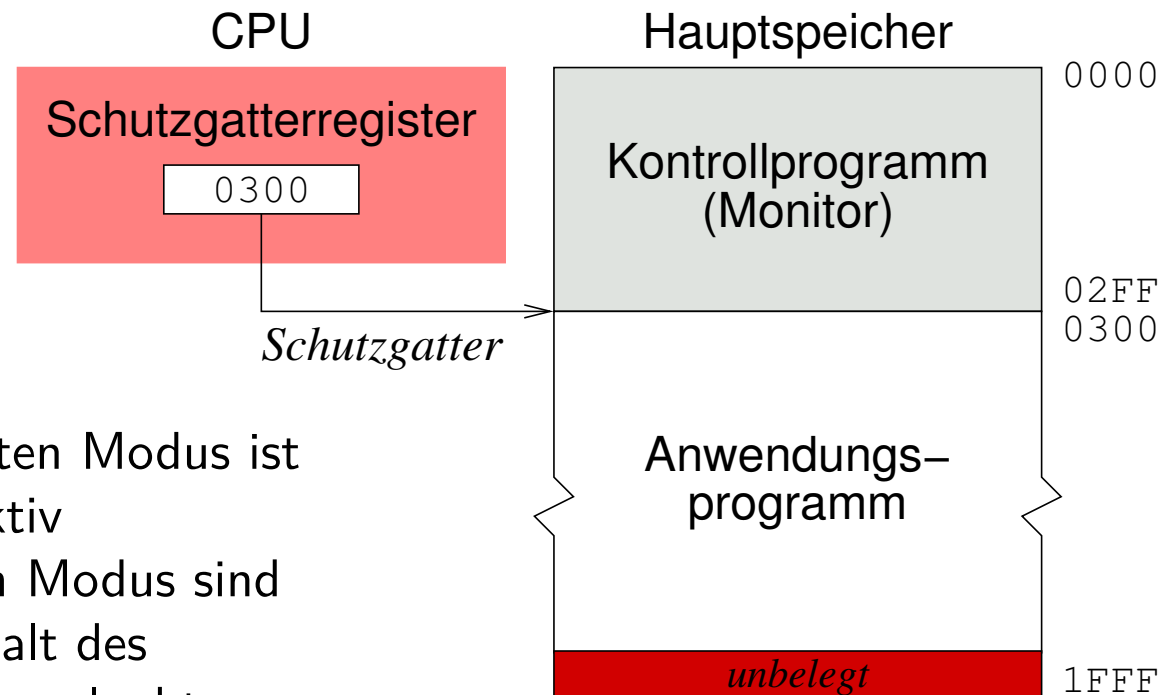 CPU
Hauptspeicher
0000
Schutzgatterregister
0300
Kontrollprogramm
(Monitor)
02FF
0300
Schutzgatter
ten Modus ist
ktiv
Modus sind
alt des
Anwendungs–
programm
unbelegt
1FFF